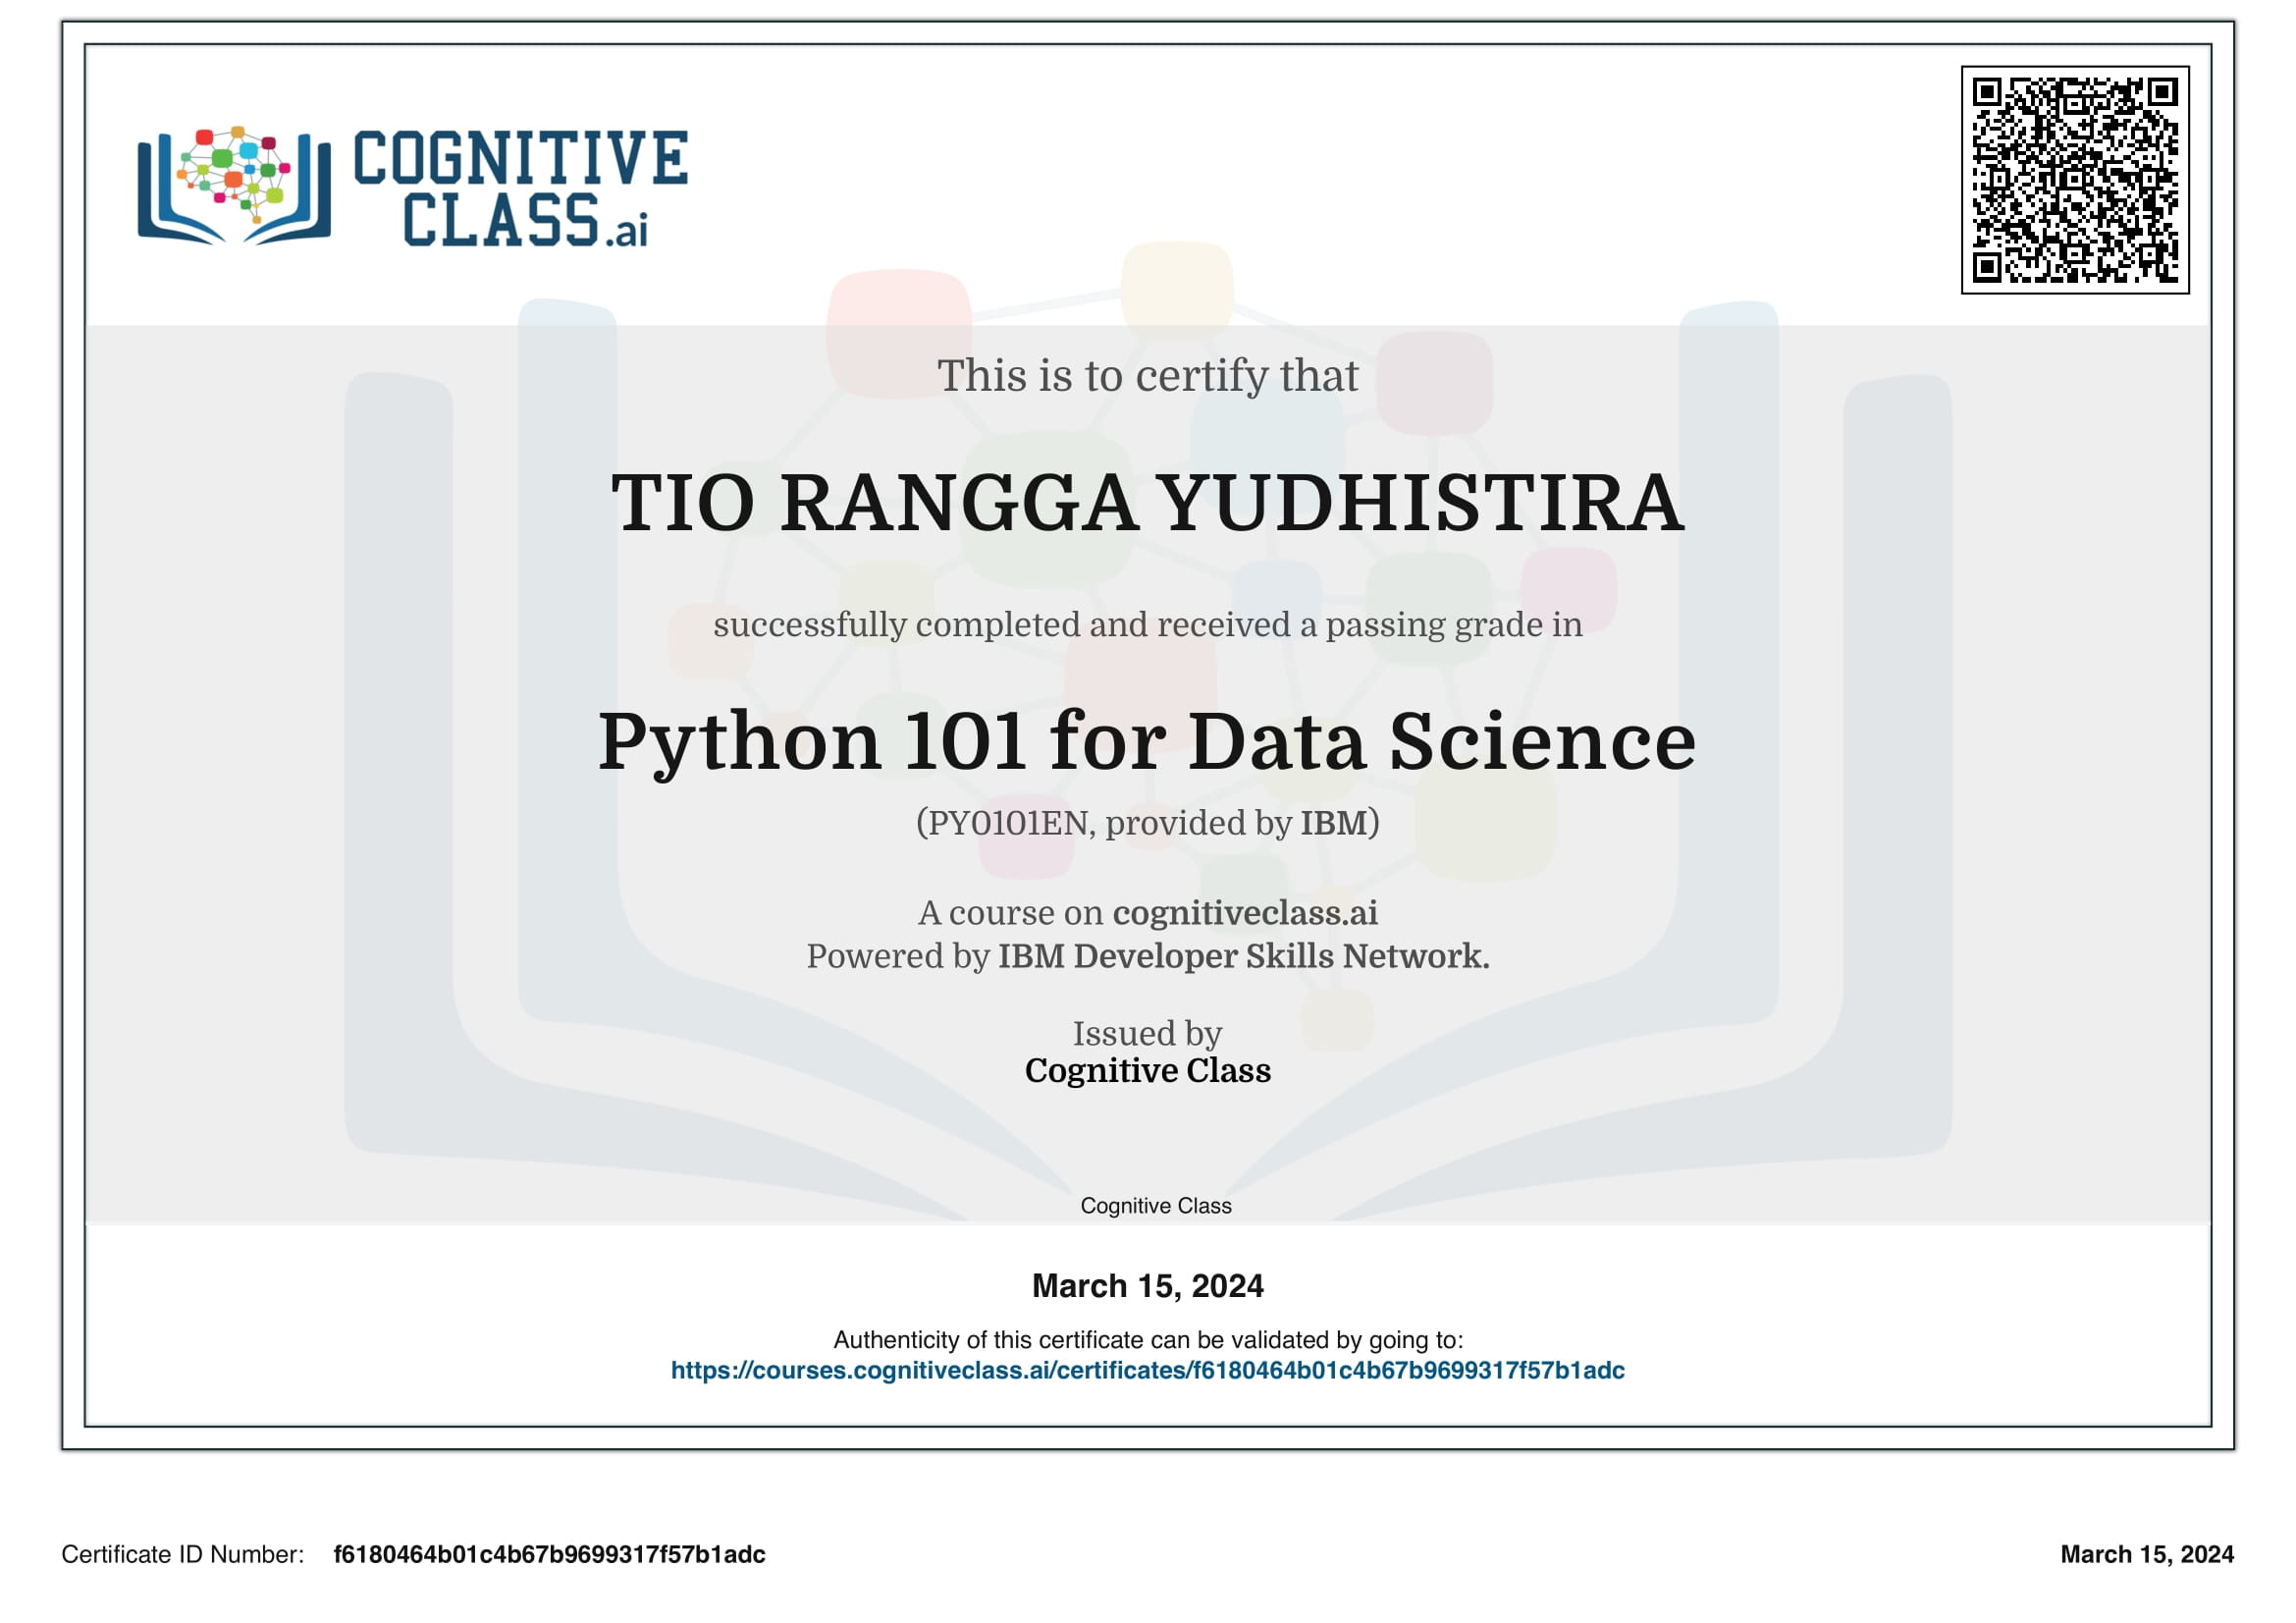 COGNITIVE
CLASS.ai
This is to certify that
TIO RANGGA YUDHISTIRA
successfully completed and received a passing grade in
Python 101 for Data Science
(PY0101EN, provided by IBM)
A course on cognitiveclass.ai
Powered by IBM Developer Skills Network.
Issued by
Cognitive Class
Cognitive Class
March 15, 2024
Authenticity of this certificate can be validated by going to:
https://courses.cognitiveclass.ai/certificates/f6180464b01c4b67b9699317f57b1adc
Certificate ID Number: f6180464b01c4b67b9699317f57b1adc
March 15, 2024